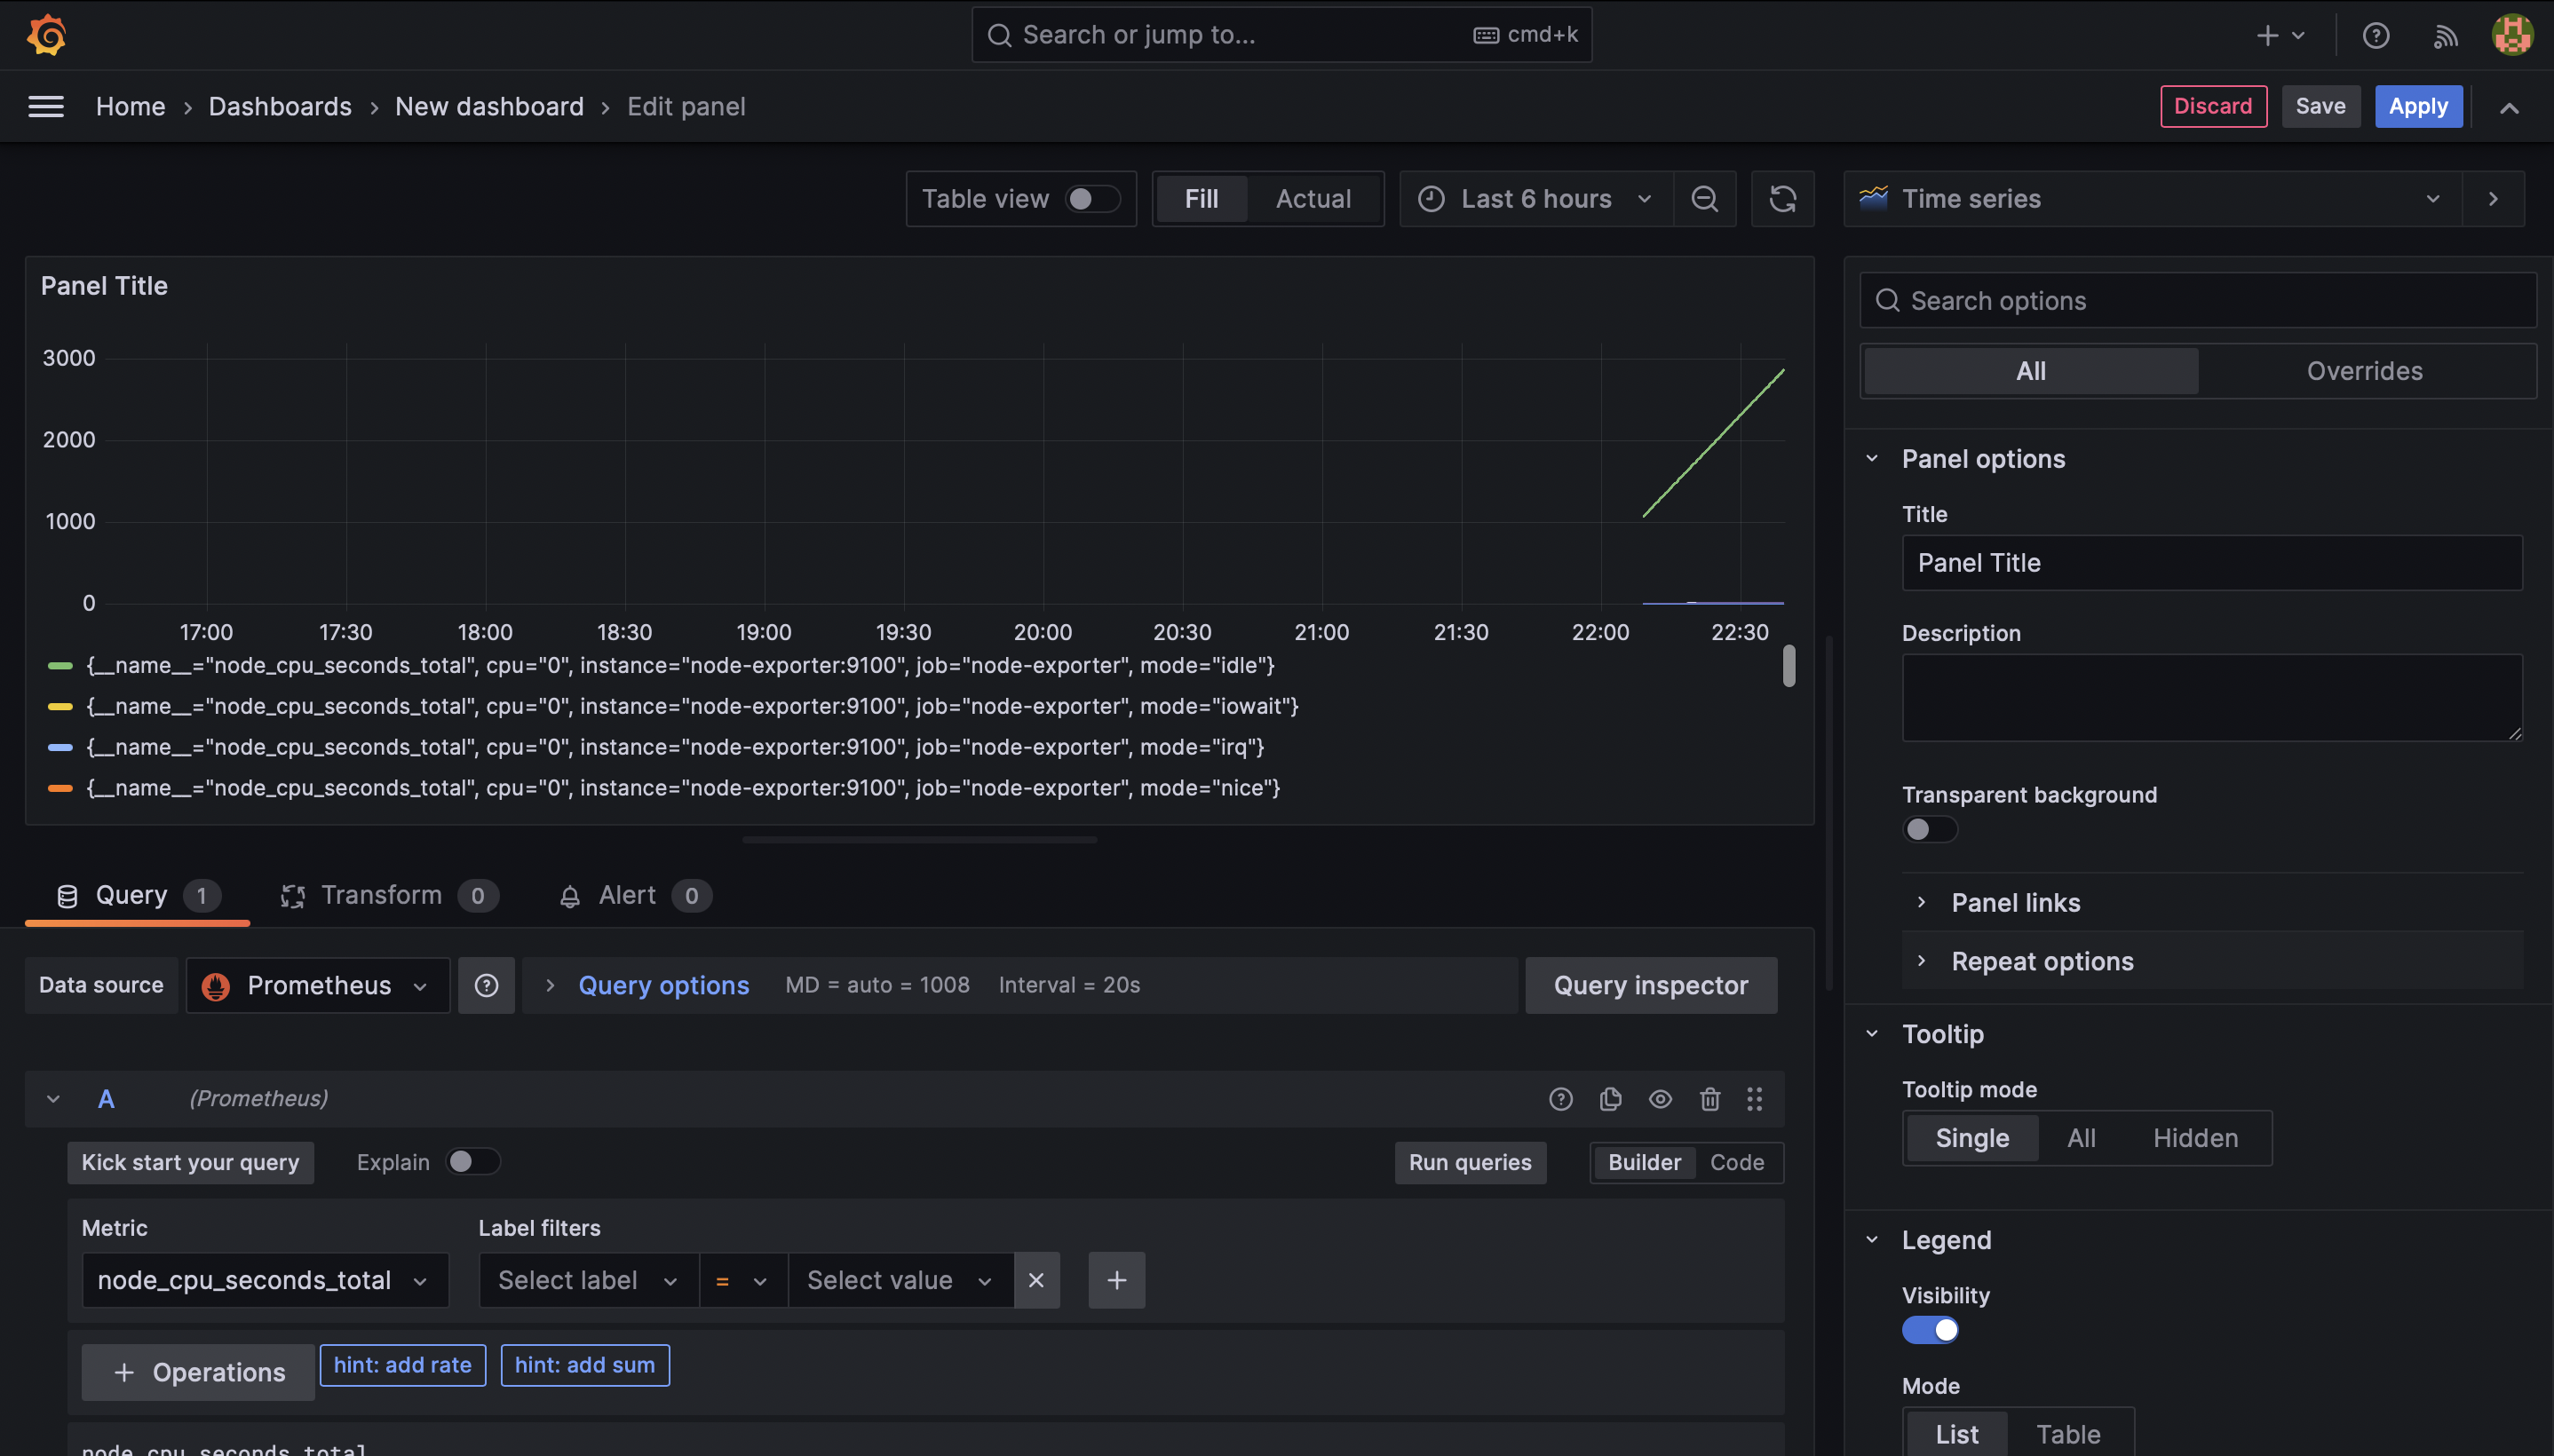 Search or jump to...
cmd+k
Home › Dashboards › New dashboard › Edit panel
Discard
Save
Apply
Table view
Fill
Actual
Last 6 hours
Time series
Panel Title
3000
2000
1000
0
17:00 17:30 18:00 18:30 19:00 19:30 20:00 20:30 21:00 21:30 22:00 22:30
{__name__="node_cpu_seconds_total", cpu="0", instance="node-exporter:9100", job="node-exporter", mode="idle"}
{__name__="node_cpu_seconds_total", cpu="0", instance="node-exporter:9100", job="node-exporter", mode="iowait"}
{__name__="node_cpu_seconds_total", cpu="0", instance="node-exporter:9100", job="node-exporter", mode="irq"}
{__name__="node_cpu_seconds_total", cpu="0", instance="node-exporter:9100", job="node-exporter", mode="nice"}
Query 1
Transform 0
Alert 0
Data source
Prometheus
Query options
MD = auto = 1008
Interval = 20s
Query inspector
A
(Prometheus)
Kick start your query
Explain
Run queries
Builder
Code
Metric
Label filters
node_cpu_seconds_total
Select label
=
Select value
+ Operations
hint: add rate
hint: add sum
node_cpu_seconds_total
Search options
All
Overrides
Panel options
Title
Panel Title
Description
Transparent background
Panel links
Repeat options
Tooltip
Tooltip mode
Single
All
Hidden
Legend
Visibility
Mode
List
Table